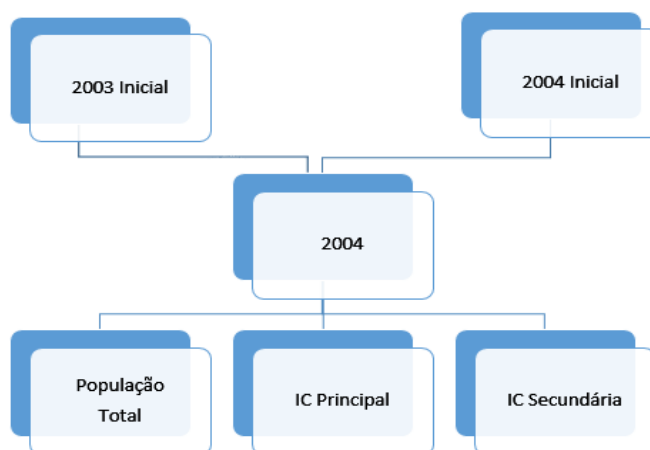 2003 Inicial
2004 Inicial
2004
População
Total
IC Principal
IC Secundária